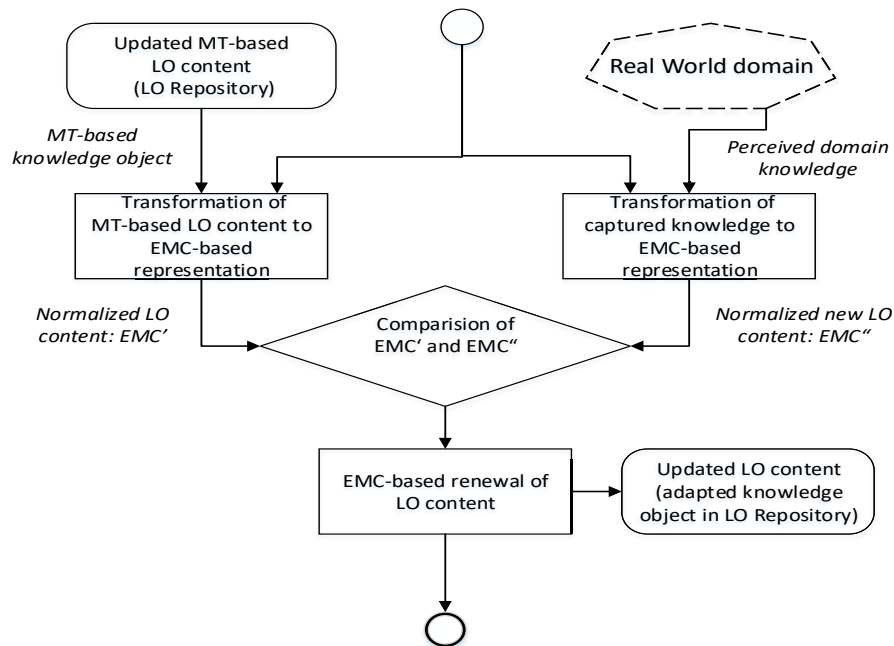 Updated MT-based
LO content
(LO Repository)
Real World domain
MT-based
knowledge object
Perceived domain
knowledge
Transformation of
MT-based LO content to
EMC-based
representation
Transformation of
captured knowledge to
EMC-based
representation
Normalized LO
content: EMC’
Normalized new LO
content: EMC“
Comparision of
EMC‘ and EMC“
EMC-based renewal of
LO content
Updated LO content
(adapted knowledge
object in LO Repository)